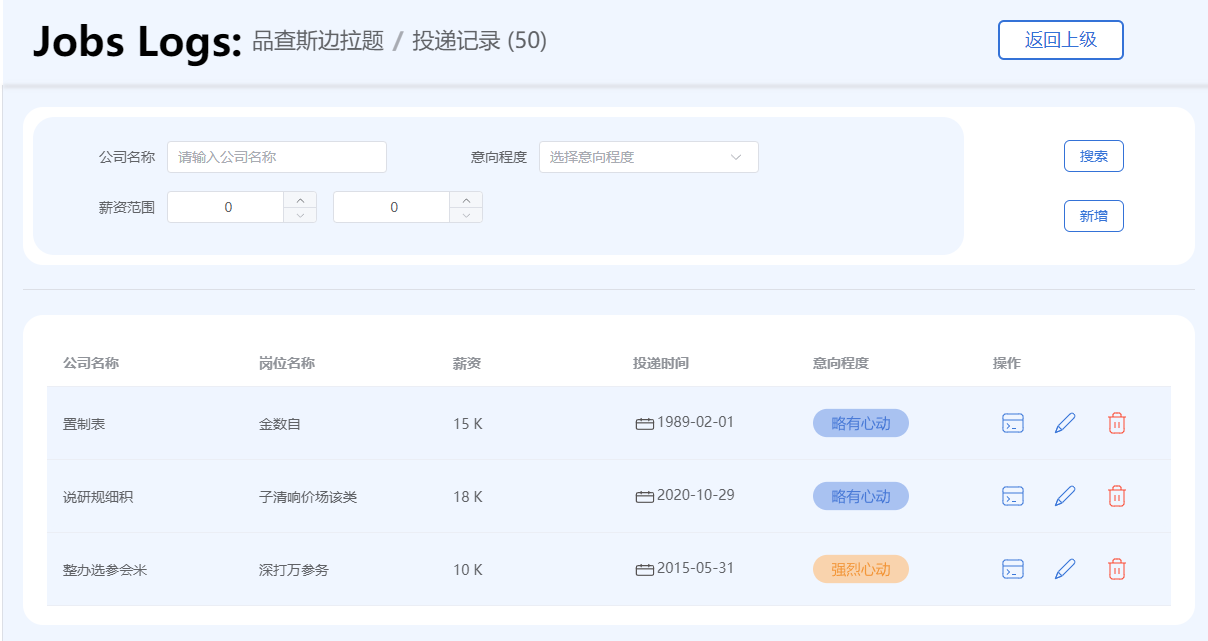 Jobs Logs: 品查斯边拉题 / 投递记录 (50) 返回上级
公司名称 请输入公司名称 意向程度 选择意向程度 搜索
薪资范围 0 0 新增
公司名称 岗位名称 薪资 投递时间 意向程度 操作
置制表 金数自 15 K 1989-02-01 略有心动
说研规细积 子清响价场该类 18 K 2020-10-29 略有心动
整办选参会米 深打万参务 10 K 2015-05-31 强烈心动